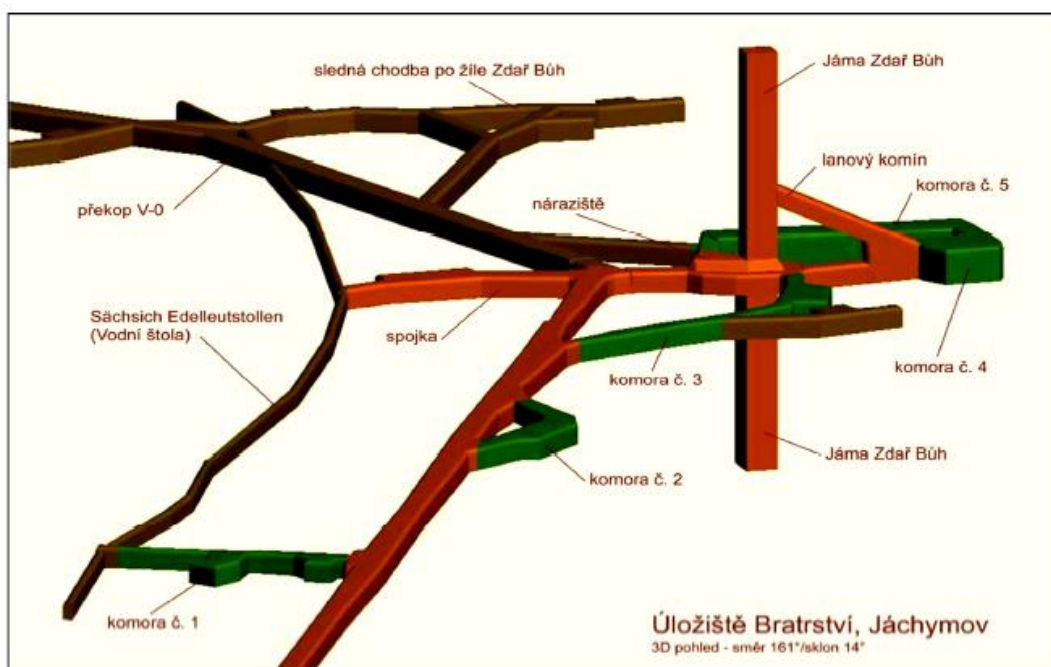 sledná chodba po žíle Zdař Bůh
Jáma Zdař Bůh
lanový komín
komora č. 5
překop V-0
náraziště
Sächsich Edelleutstollen
(Vodní štola)
spojka
komora č. 3
komora č. 4
Jáma Zdař Bůh
komora č. 2
komora č. 1
Úložiště Bratrství, Jáchymov
3D pohled - směr 161°/sklon 14°